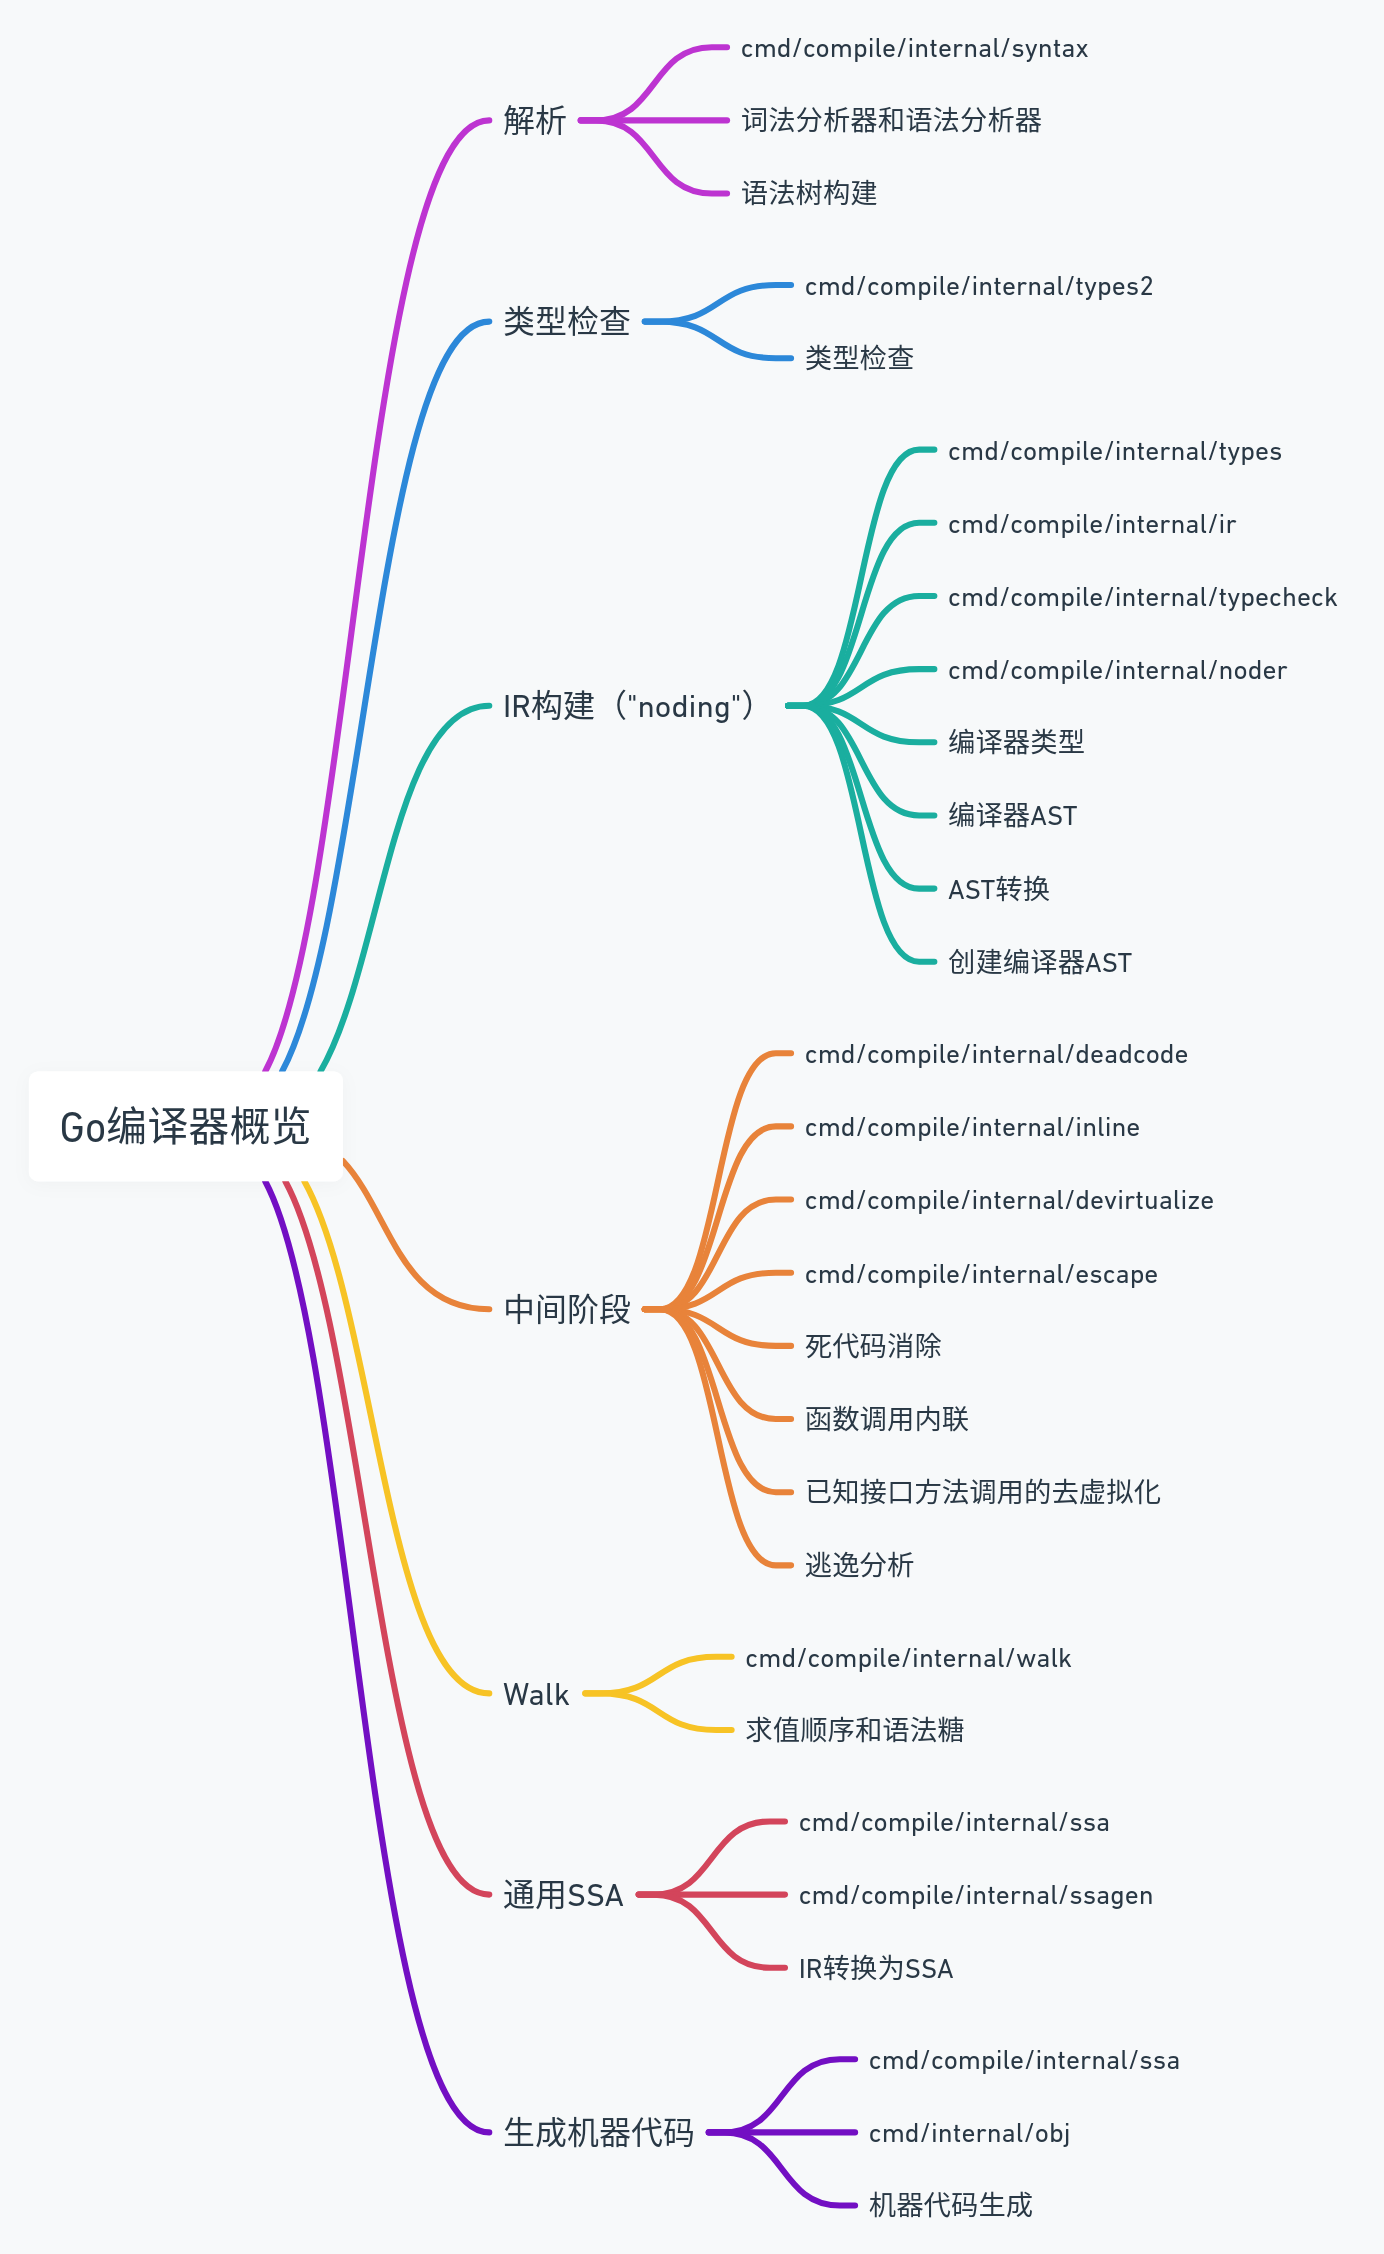 Go编译器概览
解析
cmd/compile/internal/syntax
词法分析器和语法分析器
语法树构建
类型检查
cmd/compile/internal/types2
类型检查
IR构建（"noding"）
cmd/compile/internal/types
cmd/compile/internal/ir
cmd/compile/internal/typecheck
cmd/compile/internal/noder
编译器类型
编译器AST
AST转换
创建编译器AST
中间阶段
cmd/compile/internal/deadcode
cmd/compile/internal/inline
cmd/compile/internal/devirtualize
cmd/compile/internal/escape
死代码消除
函数调用内联
已知接口方法调用的去虚拟化
逃逸分析
Walk
cmd/compile/internal/walk
求值顺序和语法糖
通用SSA
cmd/compile/internal/ssa
cmd/compile/internal/ssagen
IR转换为SSA
生成机器代码
cmd/compile/internal/ssa
cmd/internal/obj
机器代码生成